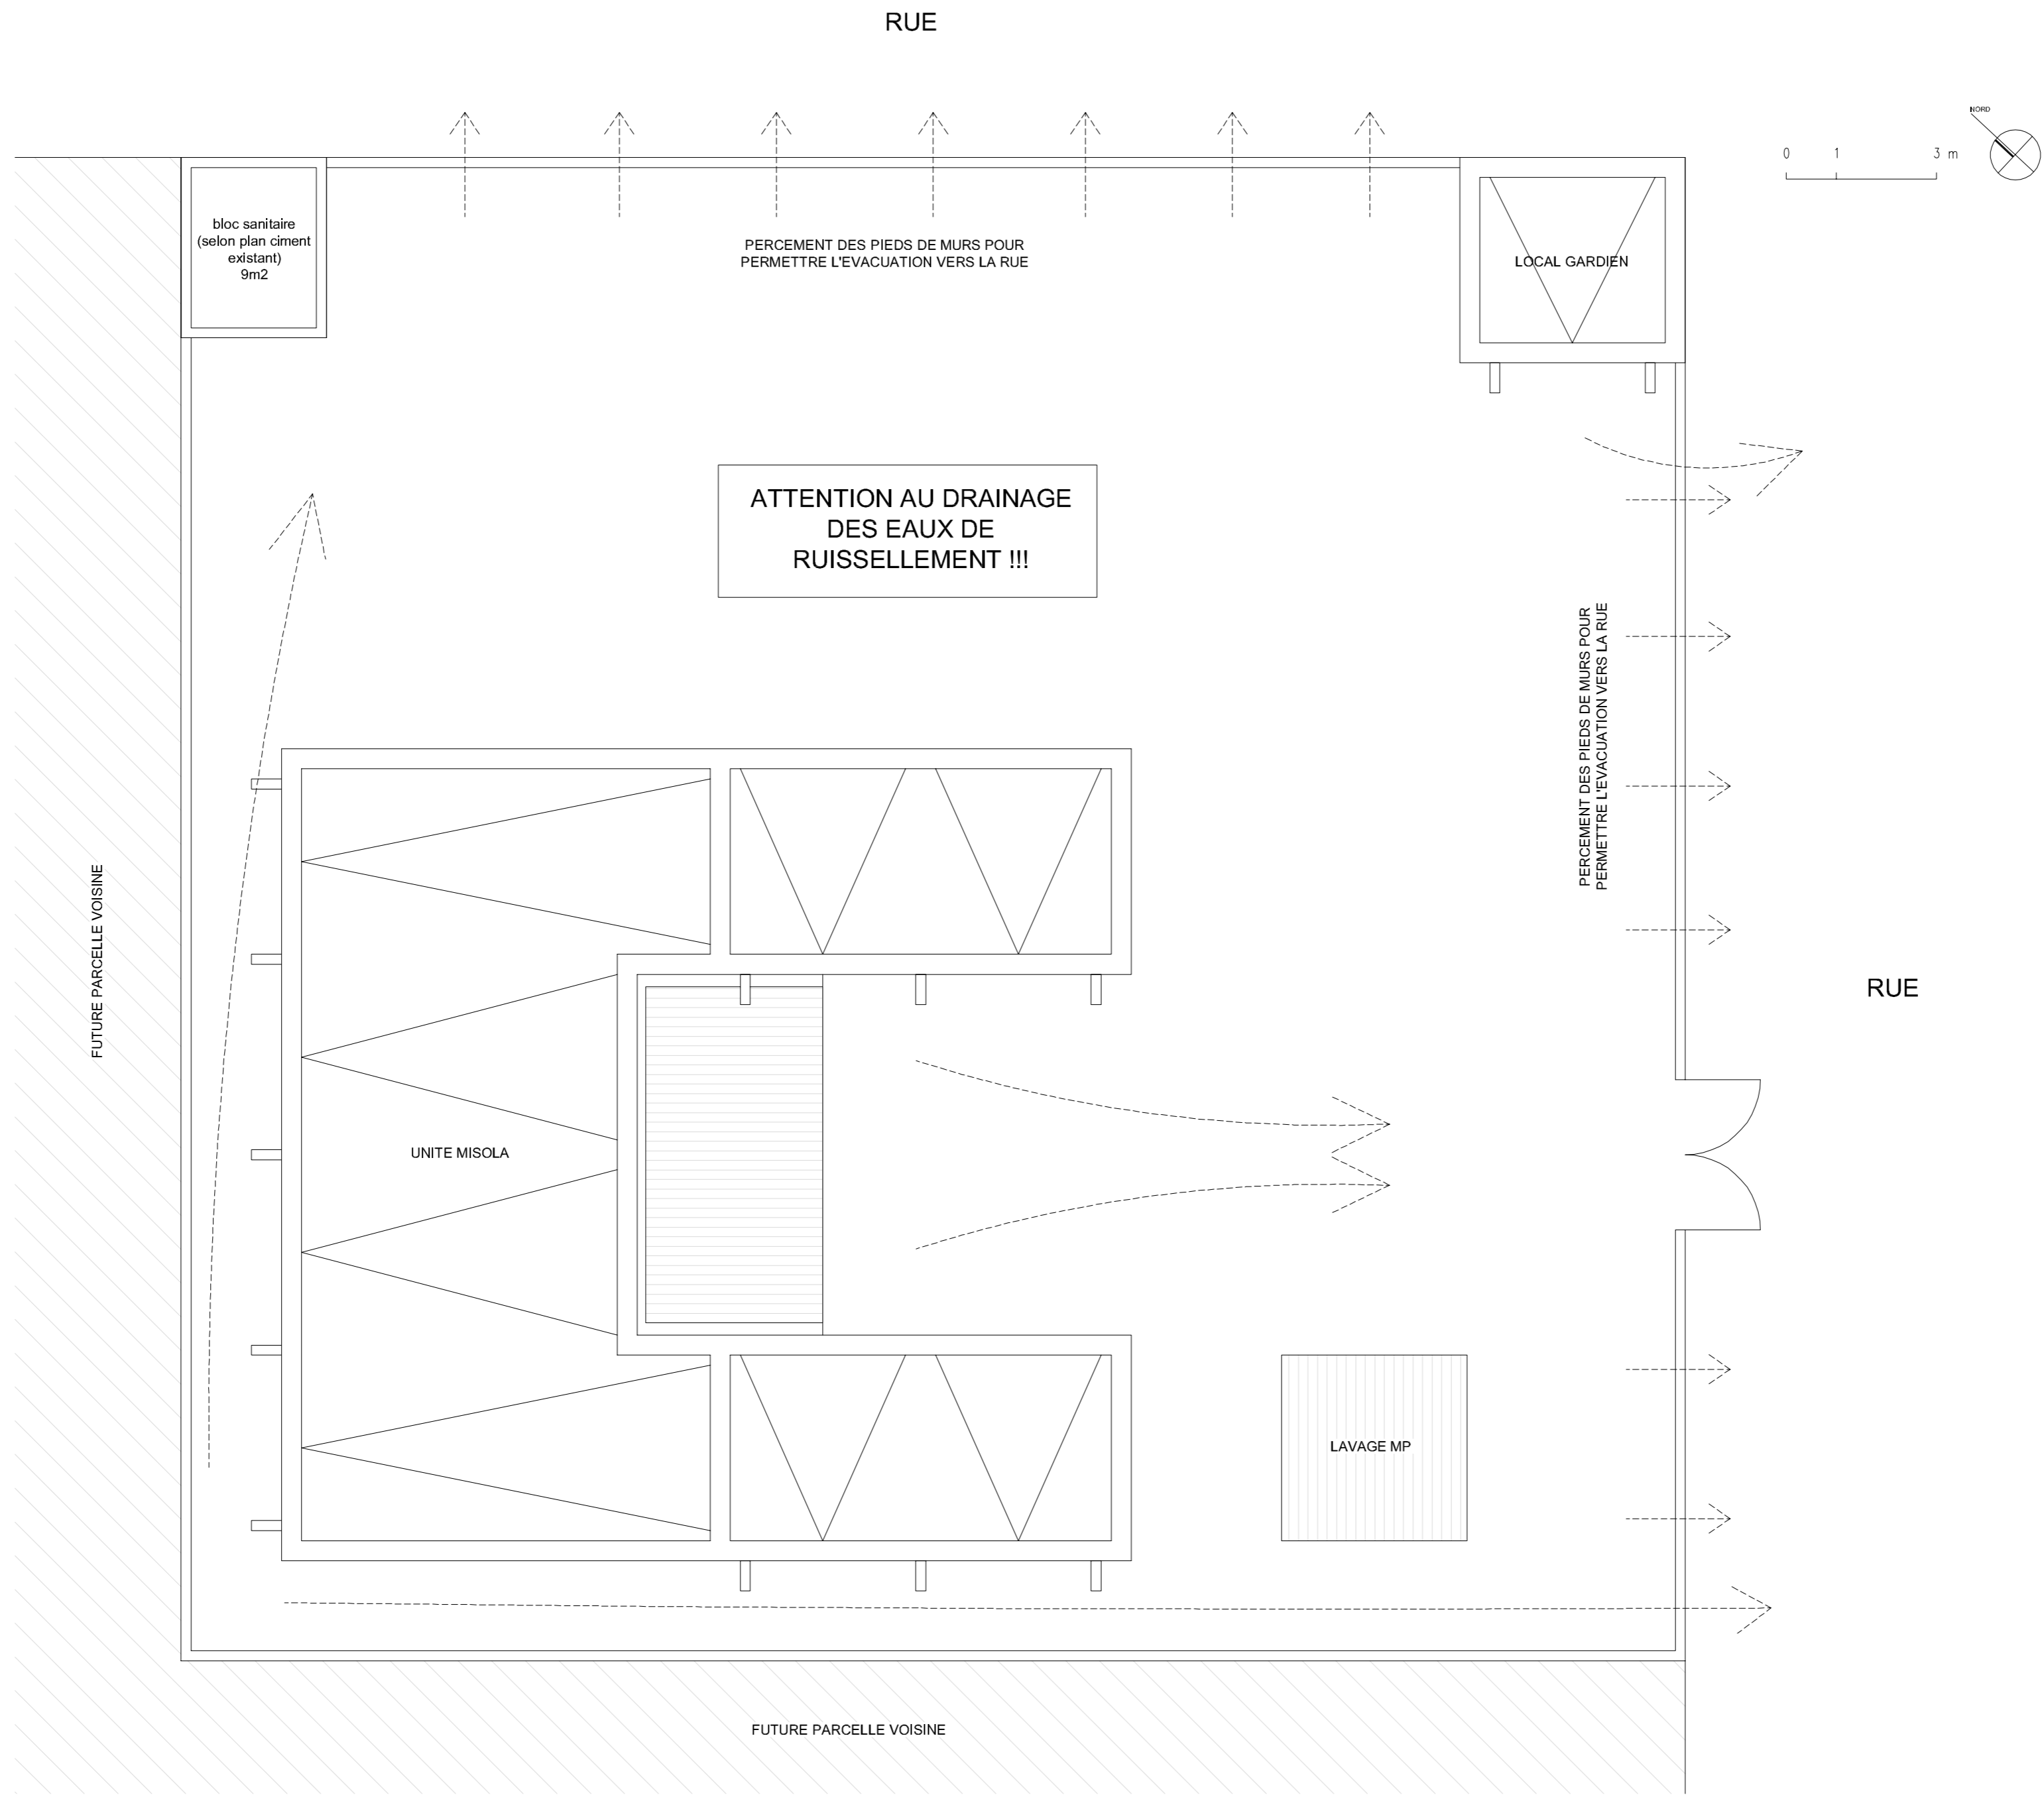 RUE
NORD
0 1 3 m
bloc sanitaire
(selon plan ciment
existant)
9m2
PERCEMENT DES PIEDS DE MURS POUR
PERMETTRE L'EVACUATION VERS LA RUE
LOCAL GARDIEN
ATTENTION AU DRAINAGE
DES EAUX DE
RUISSELLEMENT !!!
PERCEMENT DES PIEDS DE MURS POUR
PERMETTRE L'EVACUATION VERS LA RUE
FUTURE PARCELLE VOISINE
RUE
UNITE MISOLA
LAVAGE MP
FUTURE PARCELLE VOISINE